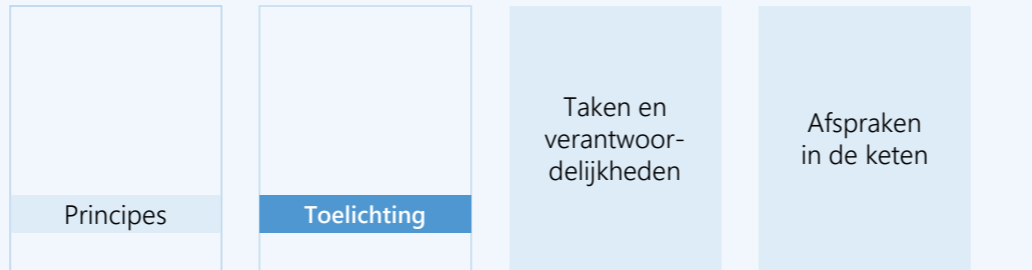 Principes
Toelichting
Taken en
verantwoor-
delijkheden
Afspraken
in de keten